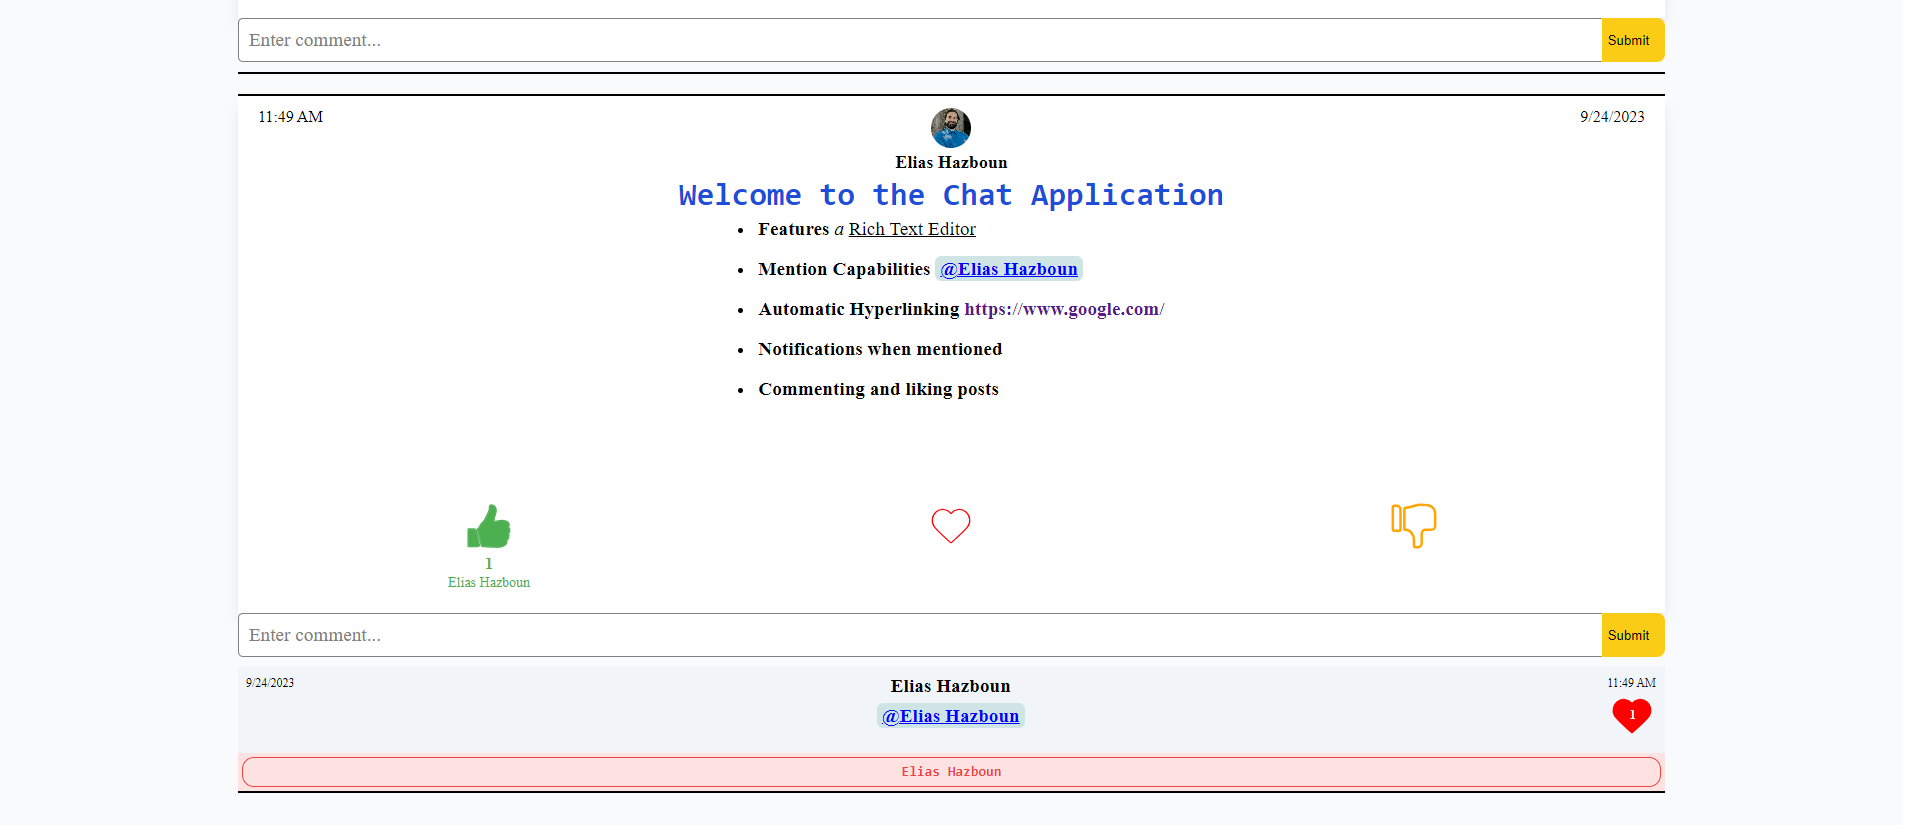 Enter comment...
Submit
11:49 AM
9/24/2023
Elias Hazboun
Welcome to the Chat Application
• Features a Rich Text Editor
• Mention Capabilities @Elias Hazboun
• Automatic Hyperlinking https://www.google.com/
• Notifications when mentioned
• Commenting and liking posts
1
Elias Hazboun
Enter comment...
Submit
9/24/2023
Elias Hazboun
11:49 AM
@Elias Hazboun
1
Elias Hazboun